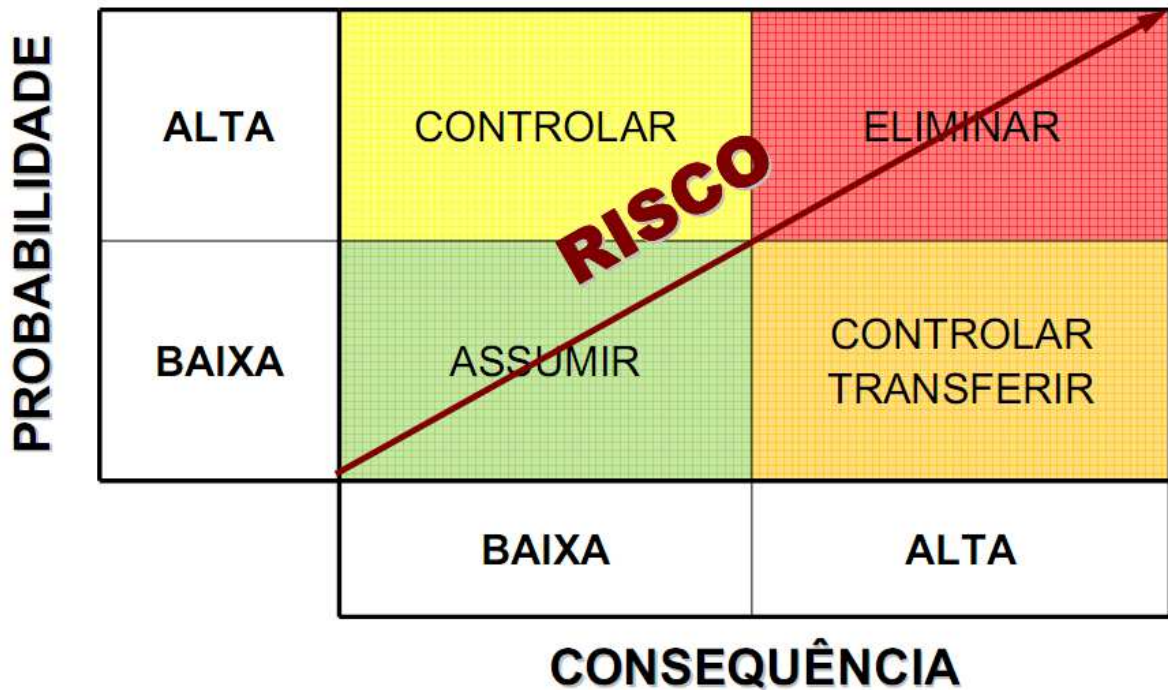 PROBABILIDADE
ALTA
CONTROLAR
ELIMINAR
RISCO
BAIXA
ASSUMIR
CONTROLAR
TRANSFERIR
BAIXA
ALTA
CONSEQUÊNCIA